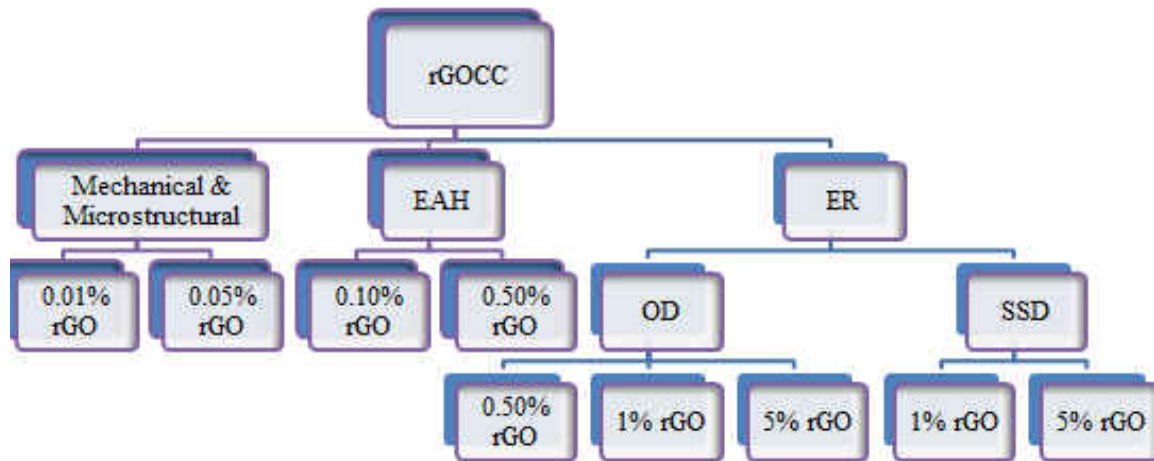 rGOCC
Mechanical &
Microstructural
EAH
ER
0.01%
rGO
0.05%
rGO
0.10%
rGO
0.50%
rGO
OD
SSD
0.50%
rGO
1% rGO
5% rGO
1% rGO
5% rGO